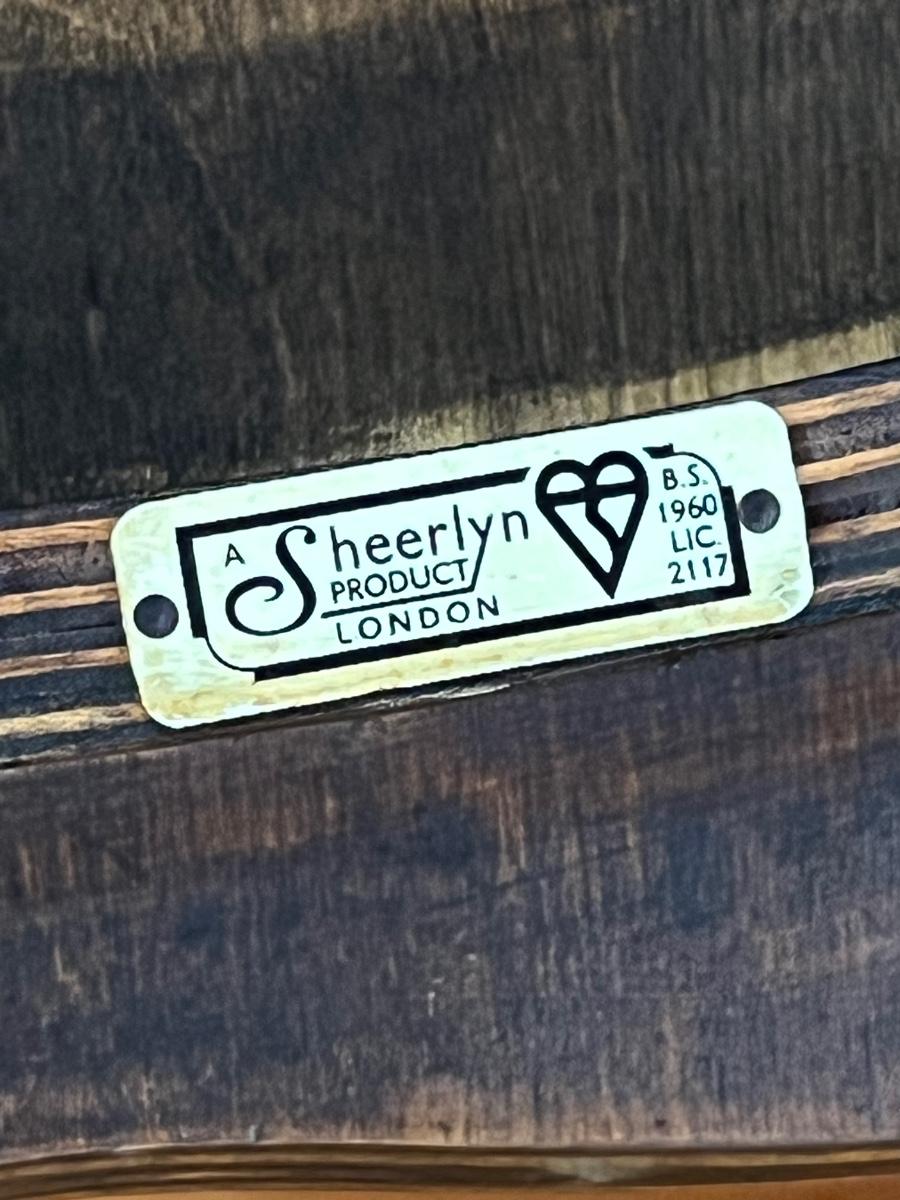 A Sheerlyn
PRODUCT
LONDON
B.S.
1960
LIC.
2117